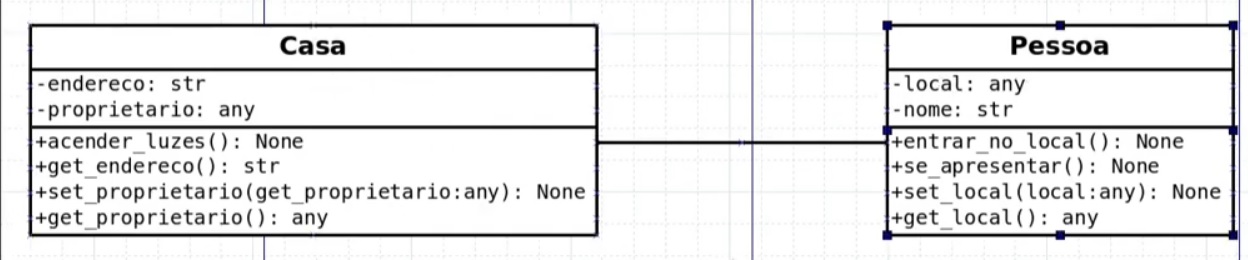 Casa
-endereco: str
-proprietario: any
+acender_luzes(): None
+get_endereco(): str
+set_proprietario(get_proprietario:any): None
+get_proprietario(): any
Pessoa
-local: any
-nome: str
+entrar_no_local(): None
+se_apresentar(): None
+set_local(local:any): None
+get_local(): any